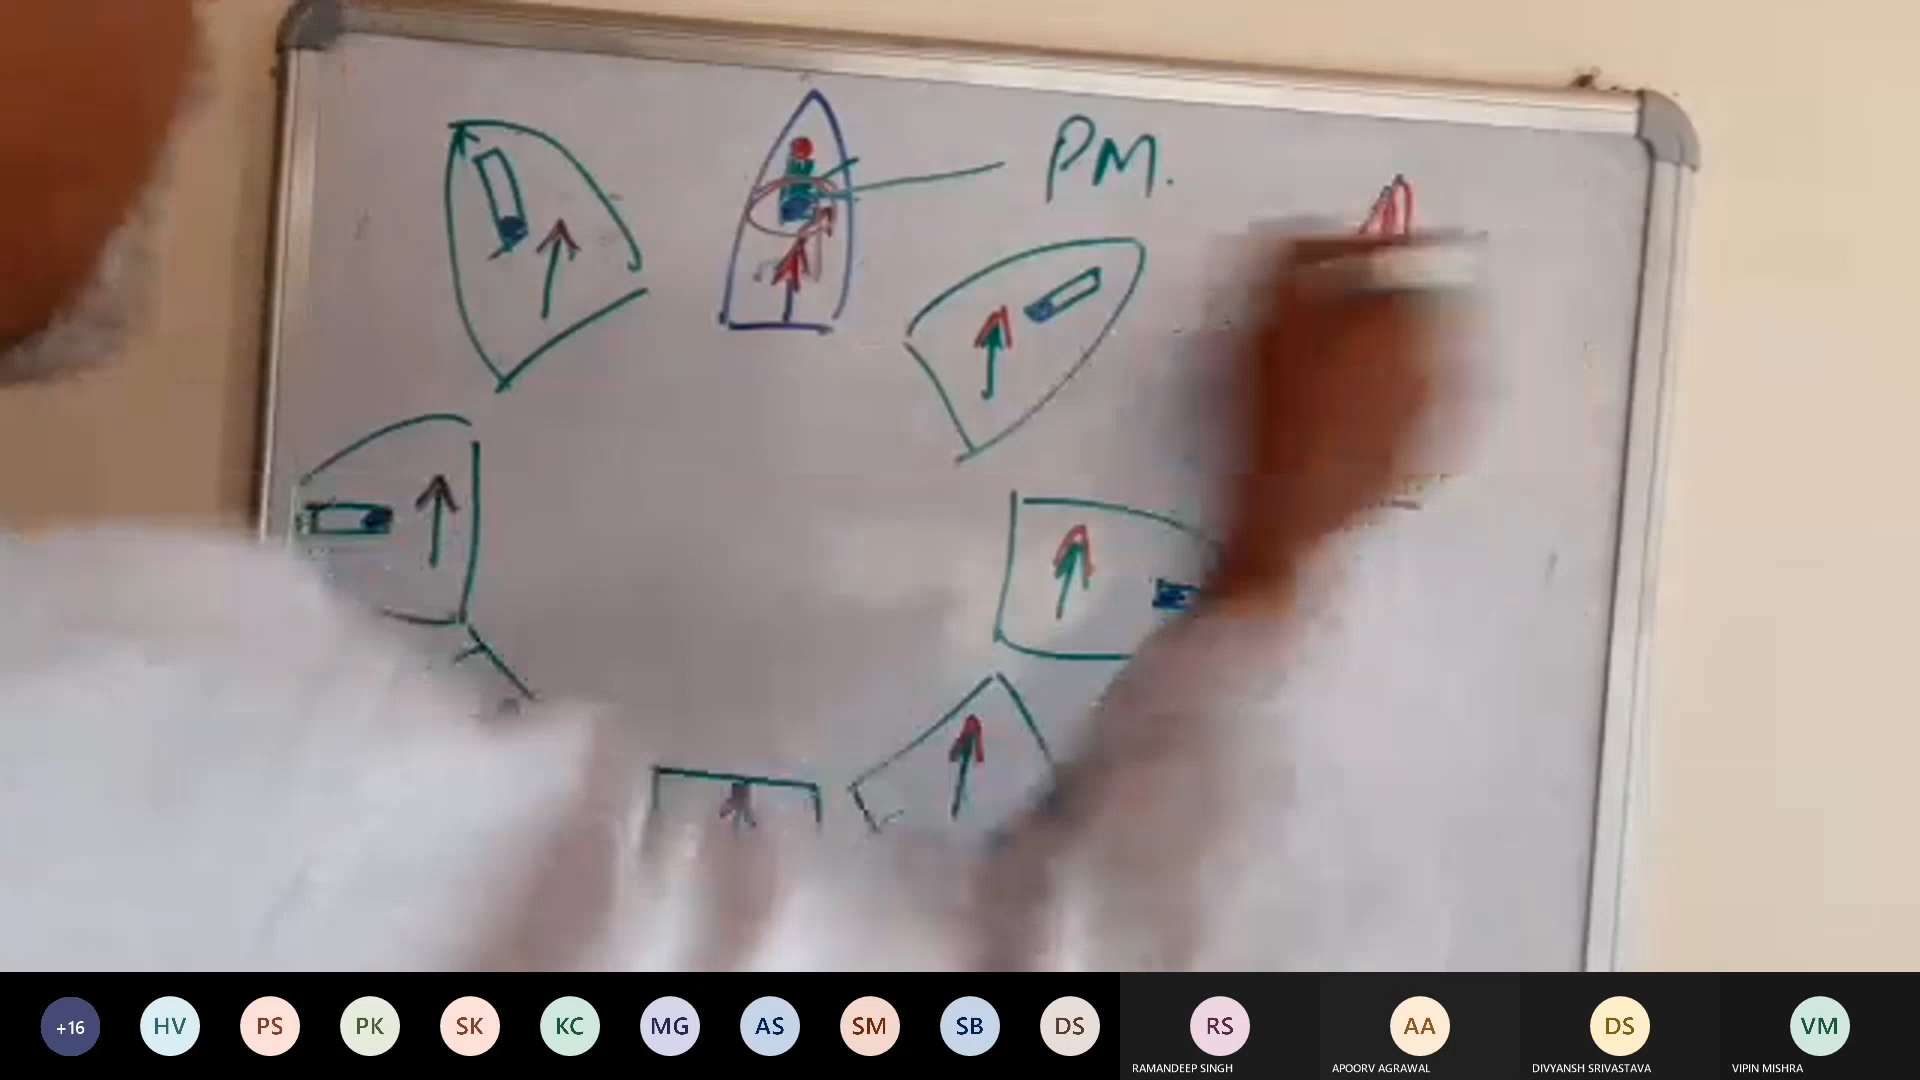 PM.
+16 HV PS PK SK KC MG AS SM SB DS RS AA DS VM
RAMANDEEP SINGH APOORV AGRAWAL DIVYANSH SRIVASTAVA VIPIN MISHRA